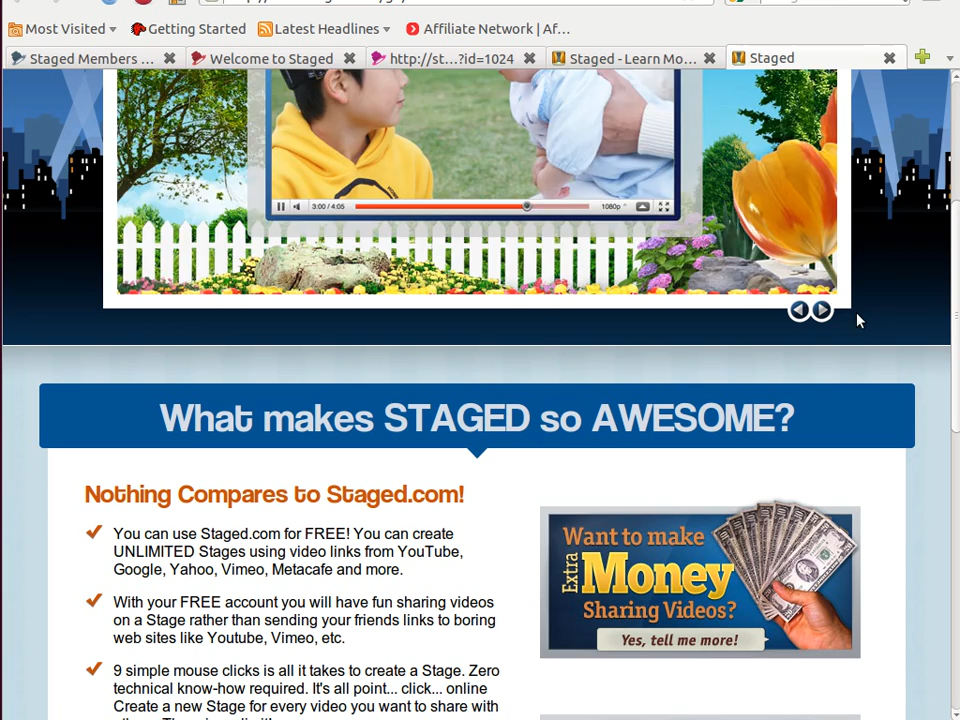 Most Visited Getting Started Latest Headlines Affiliate Network | Af...
Staged Members ... Welcome to Staged http://st...?id=1024 Staged - Learn Mo... Staged
3:00 / 4:05 1080p
What makes STAGED so AWESOME?
Nothing Compares to Staged.com!
You can use Staged.com for FREE! You can create
UNLIMITED Stages using video links from YouTube,
Google, Yahoo, Vimeo, Metacafe and more.
With your FREE account you will have fun sharing videos
on a Stage rather than sending your friends links to boring
web sites like Youtube, Vimeo, etc.
9 simple mouse clicks is all it takes to create a Stage. Zero
technical know-how required. It's all point... click... online
Create a new Stage for every video you want to share with
Want to make
Extra Money
Sharing Videos?
Yes, tell me more!